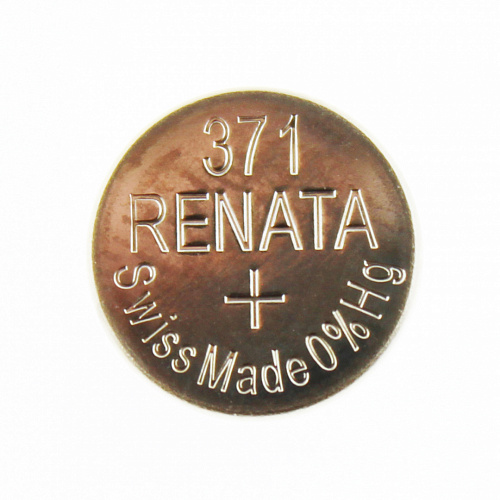 371
RENATA
+
Swiss Made 0% Hg